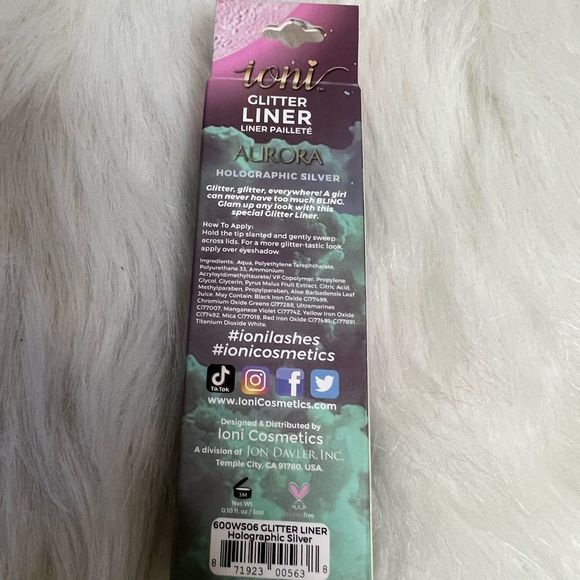 ioni™
GLITTER
LINER
LINER PAILLETÉ
AURORA
HOLOGRAPHIC SILVER
Glitter, glitter, everywhere! A girl
can never have too much BLING.
Glam up any look with this
special Glitter Liner.
How To Apply:
Hold the tip slanted and gently sweep
across lids. For a more glitter-tastic look,
apply over eyeshadow.
Ingredients: Aqua, Polyethylene Terephthalate,
Polyurethane 33, Ammonium
Acryloyldimethyltaurate/ VP Copolymer, Propylene
Glycol, Glycerin, Pyrus Malus Fruit Extract, Citric Acid,
Methylparaben, Propylparaben, Aloe Barbadensis Leaf
Juice. May Contain: Black Iron Oxide CI77499,
Chromium Oxide Greens CI77288, Ultramarines
CI77007, Manganese Violet CI77742, Yellow Iron Oxide
CI77492, Mica CI77019, Red Iron Oxide CI77491, CI77891
Titanium Dioxide White.
#ionilashes
#ionicosmetics
TikTok
www.IoniCosmetics.com
Designed & Distributed by
Ioni Cosmetics
A division of JON DAVLER, INC.
Temple City, CA 91780, USA.
3M
Net Wt.
0.10 fl. oz / 5ml
free
600WS06 GLITTER LINER
Holographic Silver
8 71923 00563 8